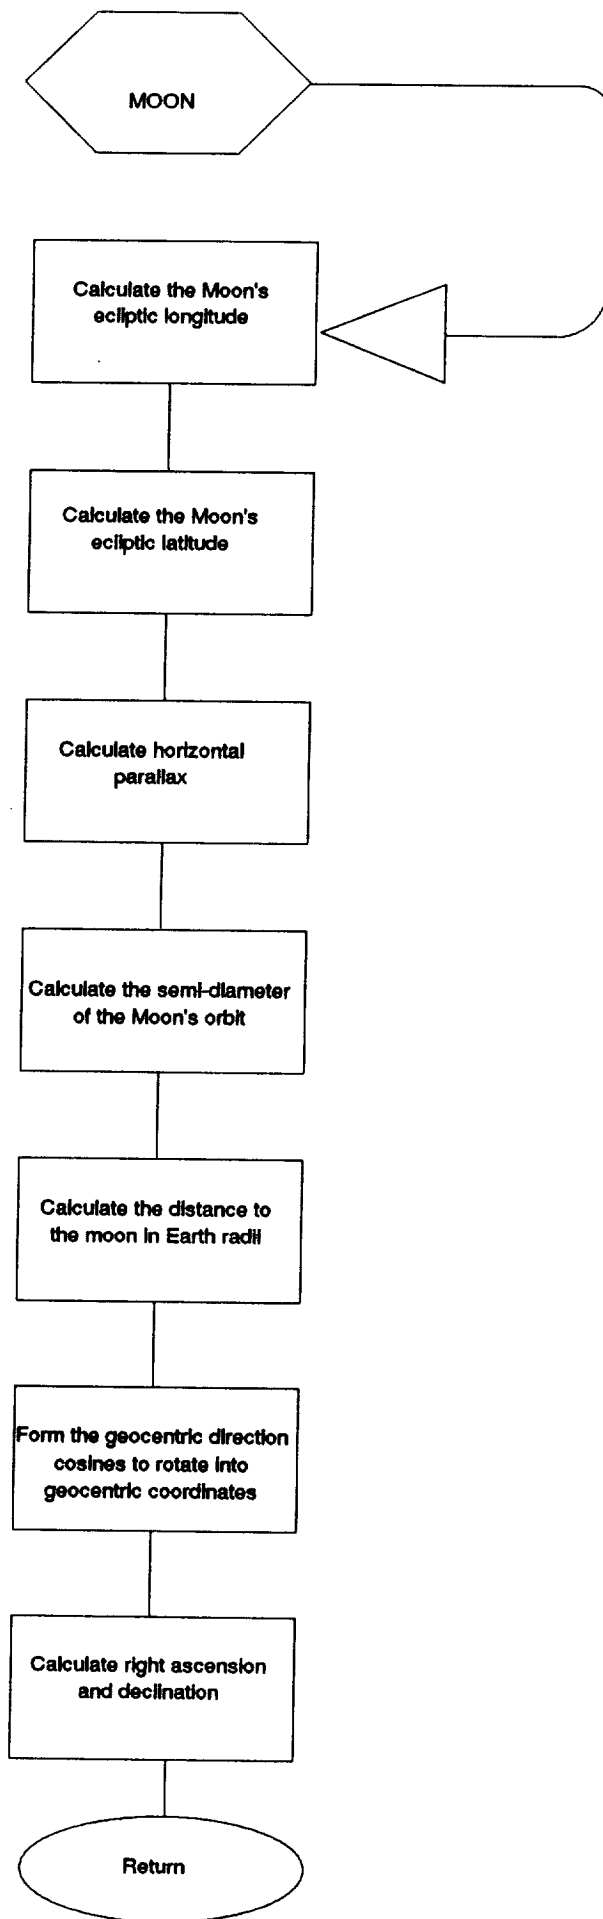 MOON
Calculate the Moon's
ecliptic longitude
Calculate the Moon's
ecliptic latitude
Calculate horizontal
parallax
Calculate the semi-diameter
of the Moon's orbit
Calculate the distance to
the moon in Earth radii
Form the geocentric direction
cosines to rotate into
geocentric coordinates
Calculate right ascension
and declination
Return